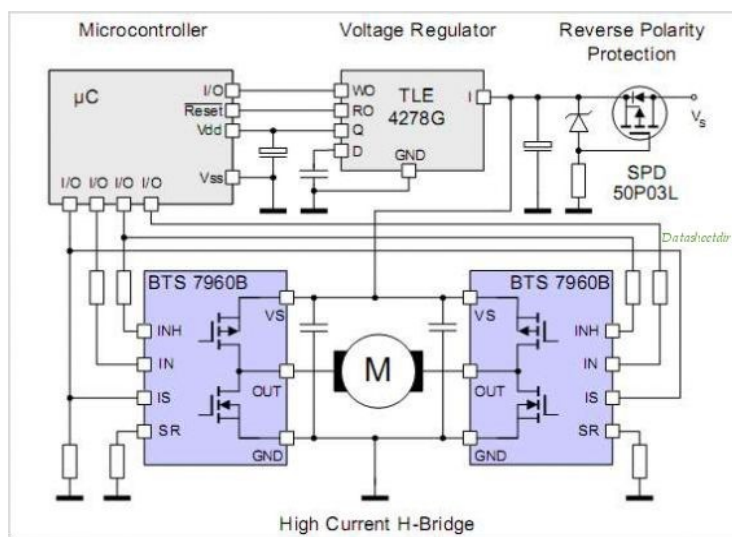 Microcontroller
Voltage Regulator
Reverse Polarity
Protection
µC
I/O
Reset
Vdd
Vss
I/O I/O I/O I/O
WO
RO
Q
D
TLE
4278G
I
GND
Vs
SPD
50P03L
Datasheetdir
BTS 7960B
VS
INH
IN
IS
SR
OUT
GND
M
BTS 7960B
VS
INH
IN
IS
SR
OUT
GND
High Current H-Bridge